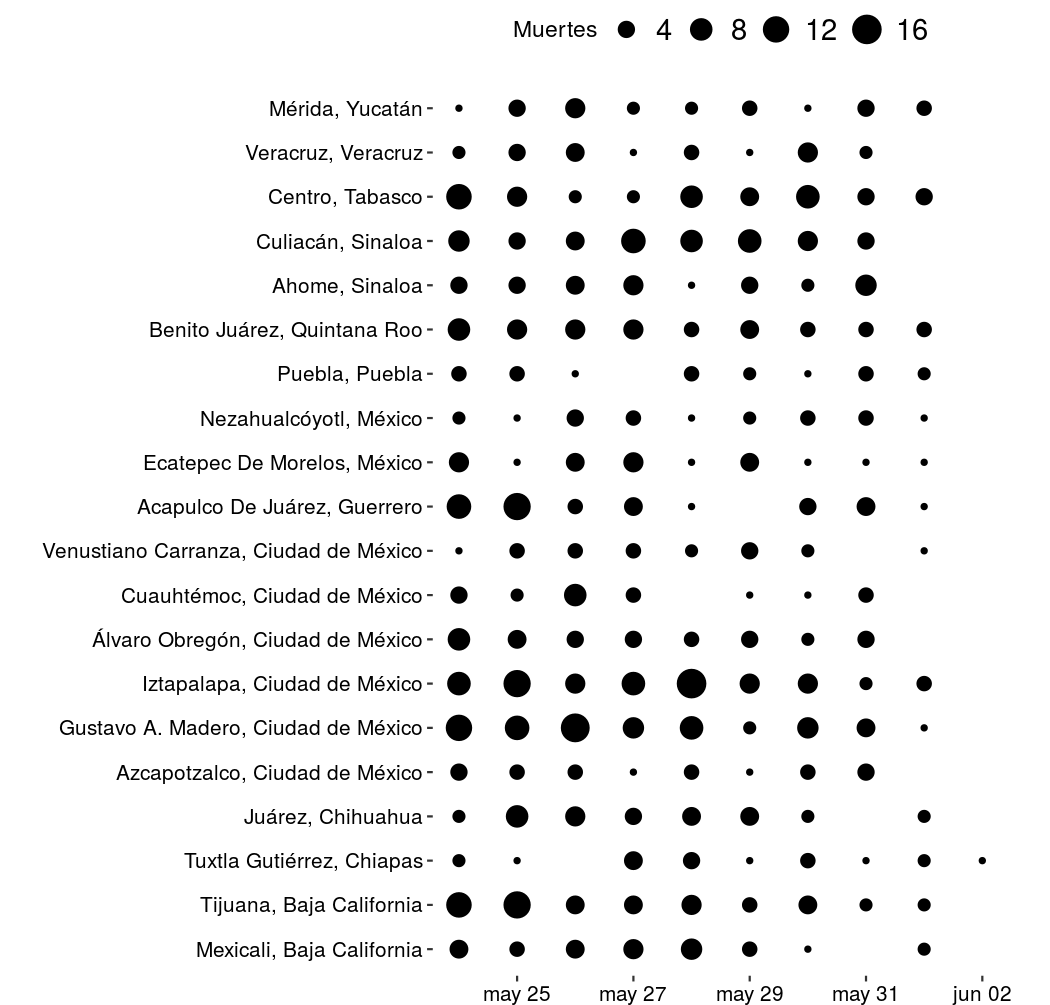 Muertes 4 8 12 16
Mérida, Yucatán
Veracruz, Veracruz
Centro, Tabasco
Culiacán, Sinaloa
Ahome, Sinaloa
Benito Juárez, Quintana Roo
Puebla, Puebla
Nezahualcóyotl, México
Ecatepec De Morelos, México
Acapulco De Juárez, Guerrero
Venustiano Carranza, Ciudad de México
Cuauhtémoc, Ciudad de México
Álvaro Obregón, Ciudad de México
Iztapalapa, Ciudad de México
Gustavo A. Madero, Ciudad de México
Azcapotzalco, Ciudad de México
Juárez, Chihuahua
Tuxtla Gutiérrez, Chiapas
Tijuana, Baja California
Mexicali, Baja California
may 25 may 27 may 29 may 31 jun 02